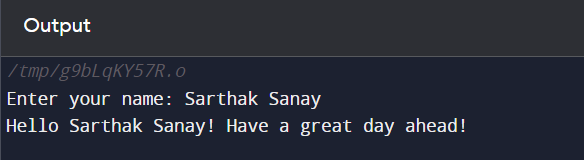 Output
/tmp/g9bLqKY57R.o
Enter your name: Sarthak Sanay
Hello Sarthak Sanay! Have a great day ahead!